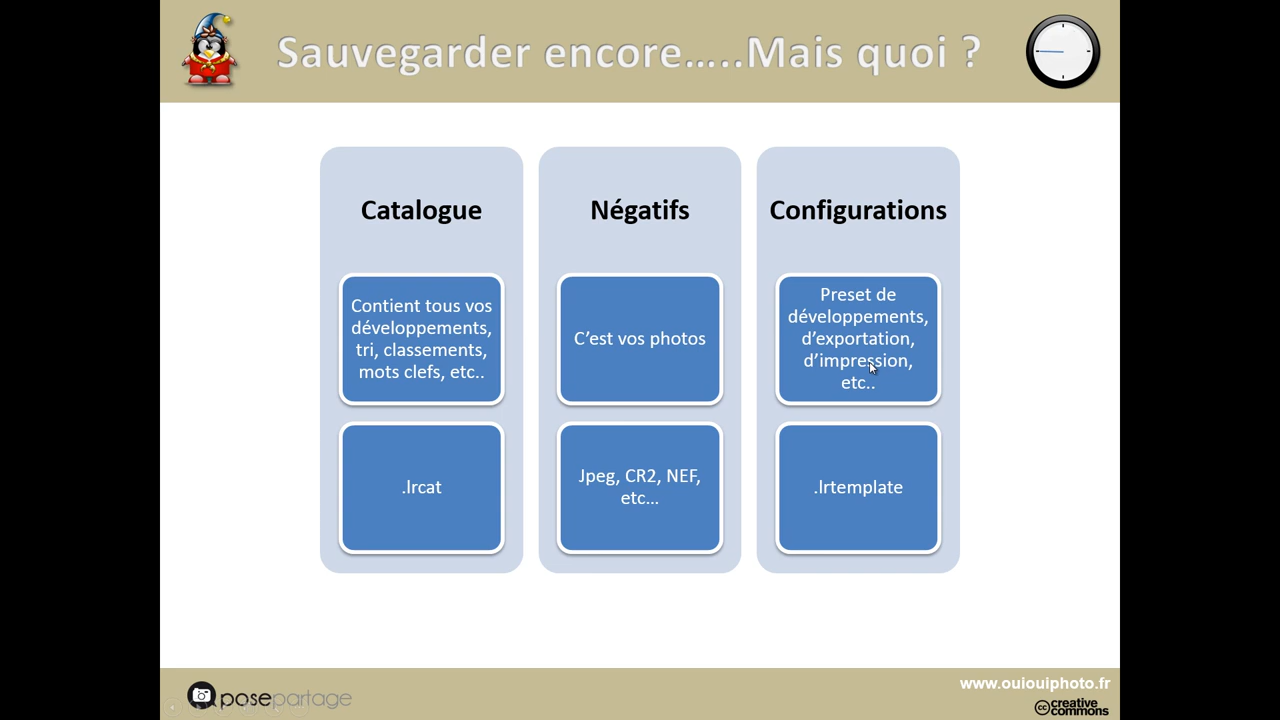 Sauvegarder encore.....Mais quoi ?
Catalogue
Contient tous vos
développements,
tri, classements,
mots clefs, etc..
.lrcat
Négatifs
C’est vos photos
Jpeg, CR2, NEF,
etc...
Configurations
Preset de
développements,
d’exportation,
d’impression,
etc..
.lrtemplate
posepartage
www.ouiouiphoto.fr
cc creative
commons